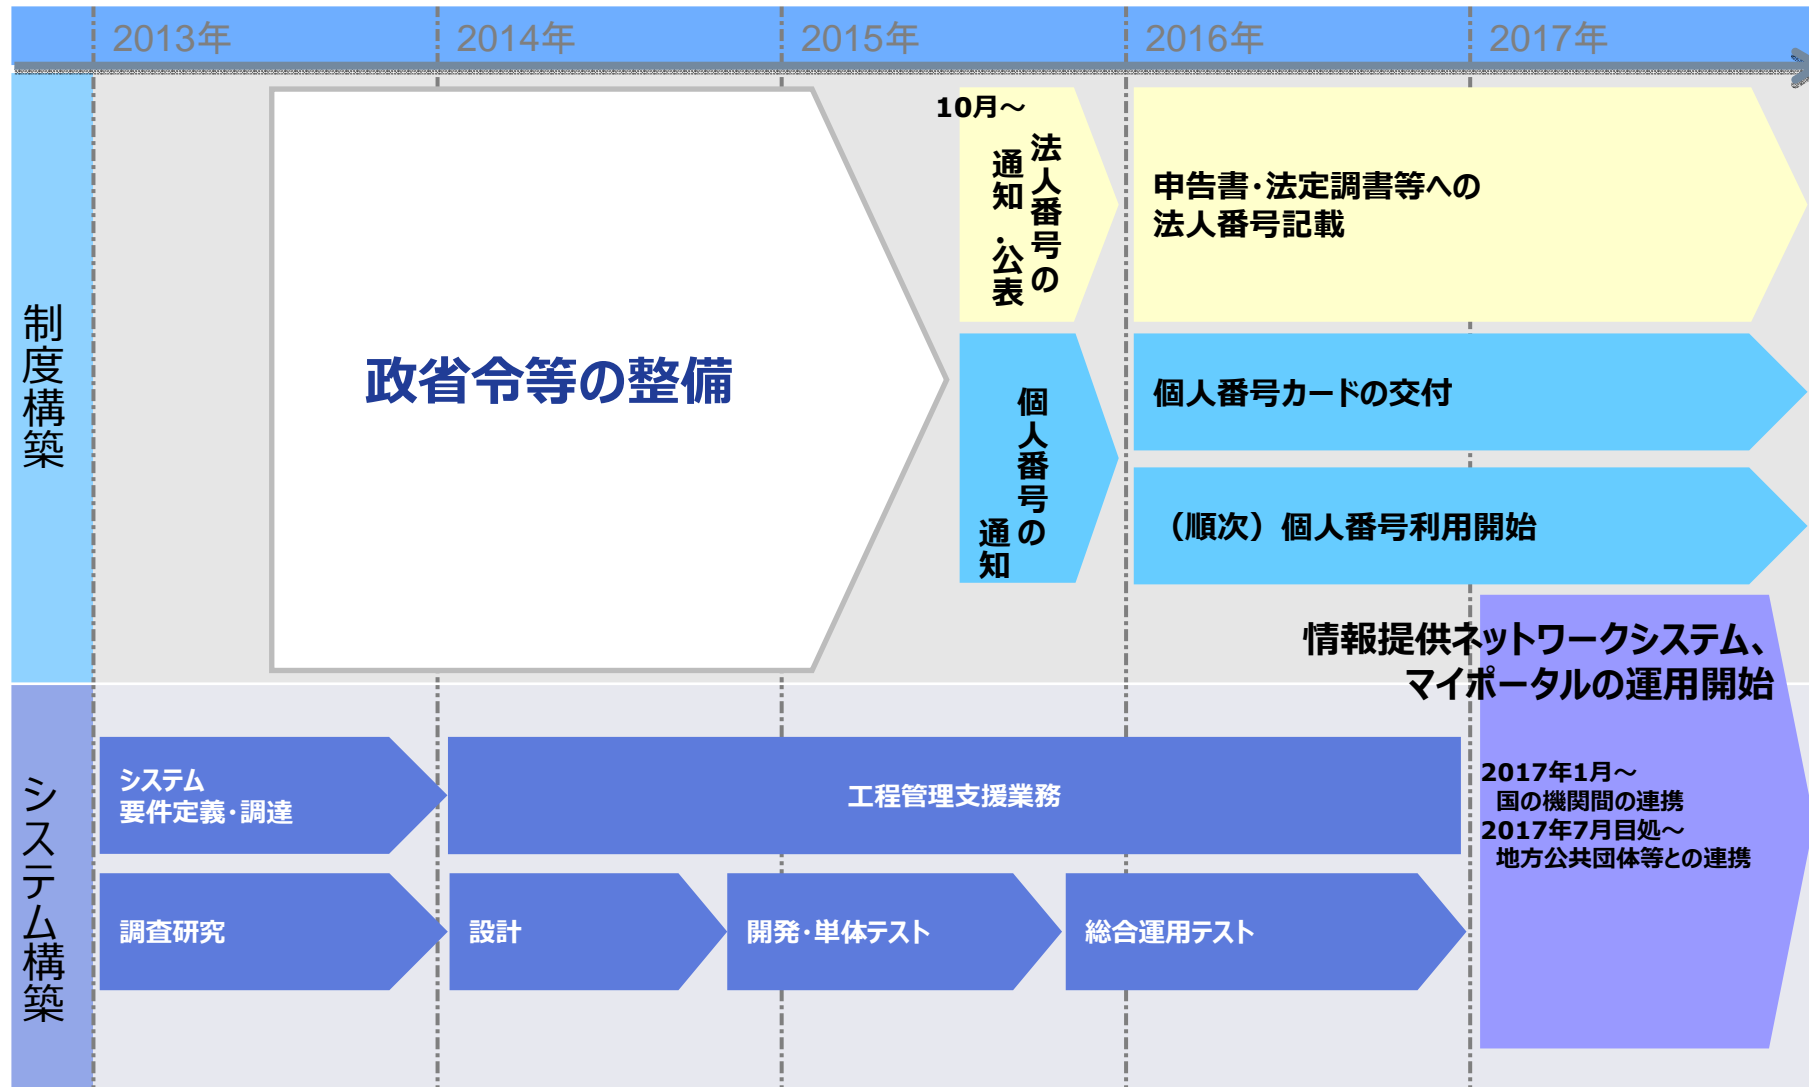 2013年
2014年
2015年
2016年
2017年
制度構築
政省令等の整備
10月～
法人番号の
通知・公表
申告書・法定調書等への
法人番号記載
個人番号の
通知
個人番号カードの交付
（順次）個人番号利用開始
情報提供ネットワークシステム、
マイポータルの運用開始
2017年1月～
国の機関間の連携
2017年7月目処～
地方公共団体等との連携
システム構築
システム
要件定義・調達
工程管理支援業務
調査研究
設計
開発・単体テスト
総合運用テスト